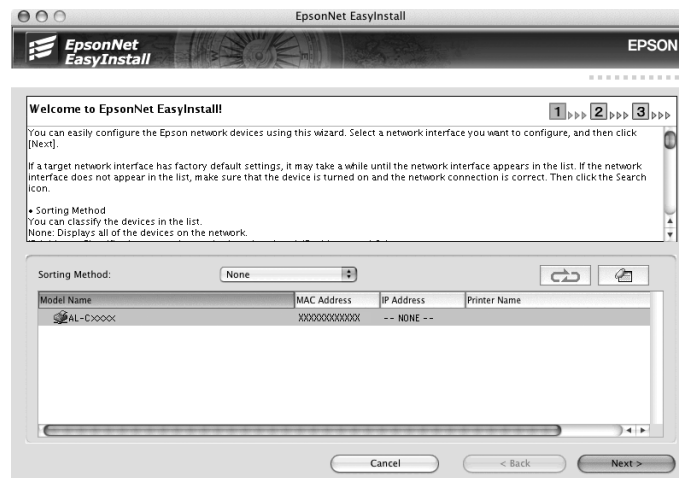 EpsonNet EasyInstall
EpsonNet
EasyInstall
EPSON
Welcome to EpsonNet EasyInstall!
1 2 3
You can easily configure the Epson network devices using this wizard. Select a network interface you want to configure, and then click
[Next].
If a target network interface has factory default settings, it may take a while until the network interface appears in the list. If the network
interface does not appear in the list, make sure that the device is turned on and the network connection is correct. Then click the Search
icon.
• Sorting Method
You can classify the devices in the list.
None: Displays all of the devices on the network.
Sorting Method: None
Model Name MAC Address IP Address Printer Name
AL-CXXXX XXXXXXXXXXXX -- NONE --
Cancel < Back Next >